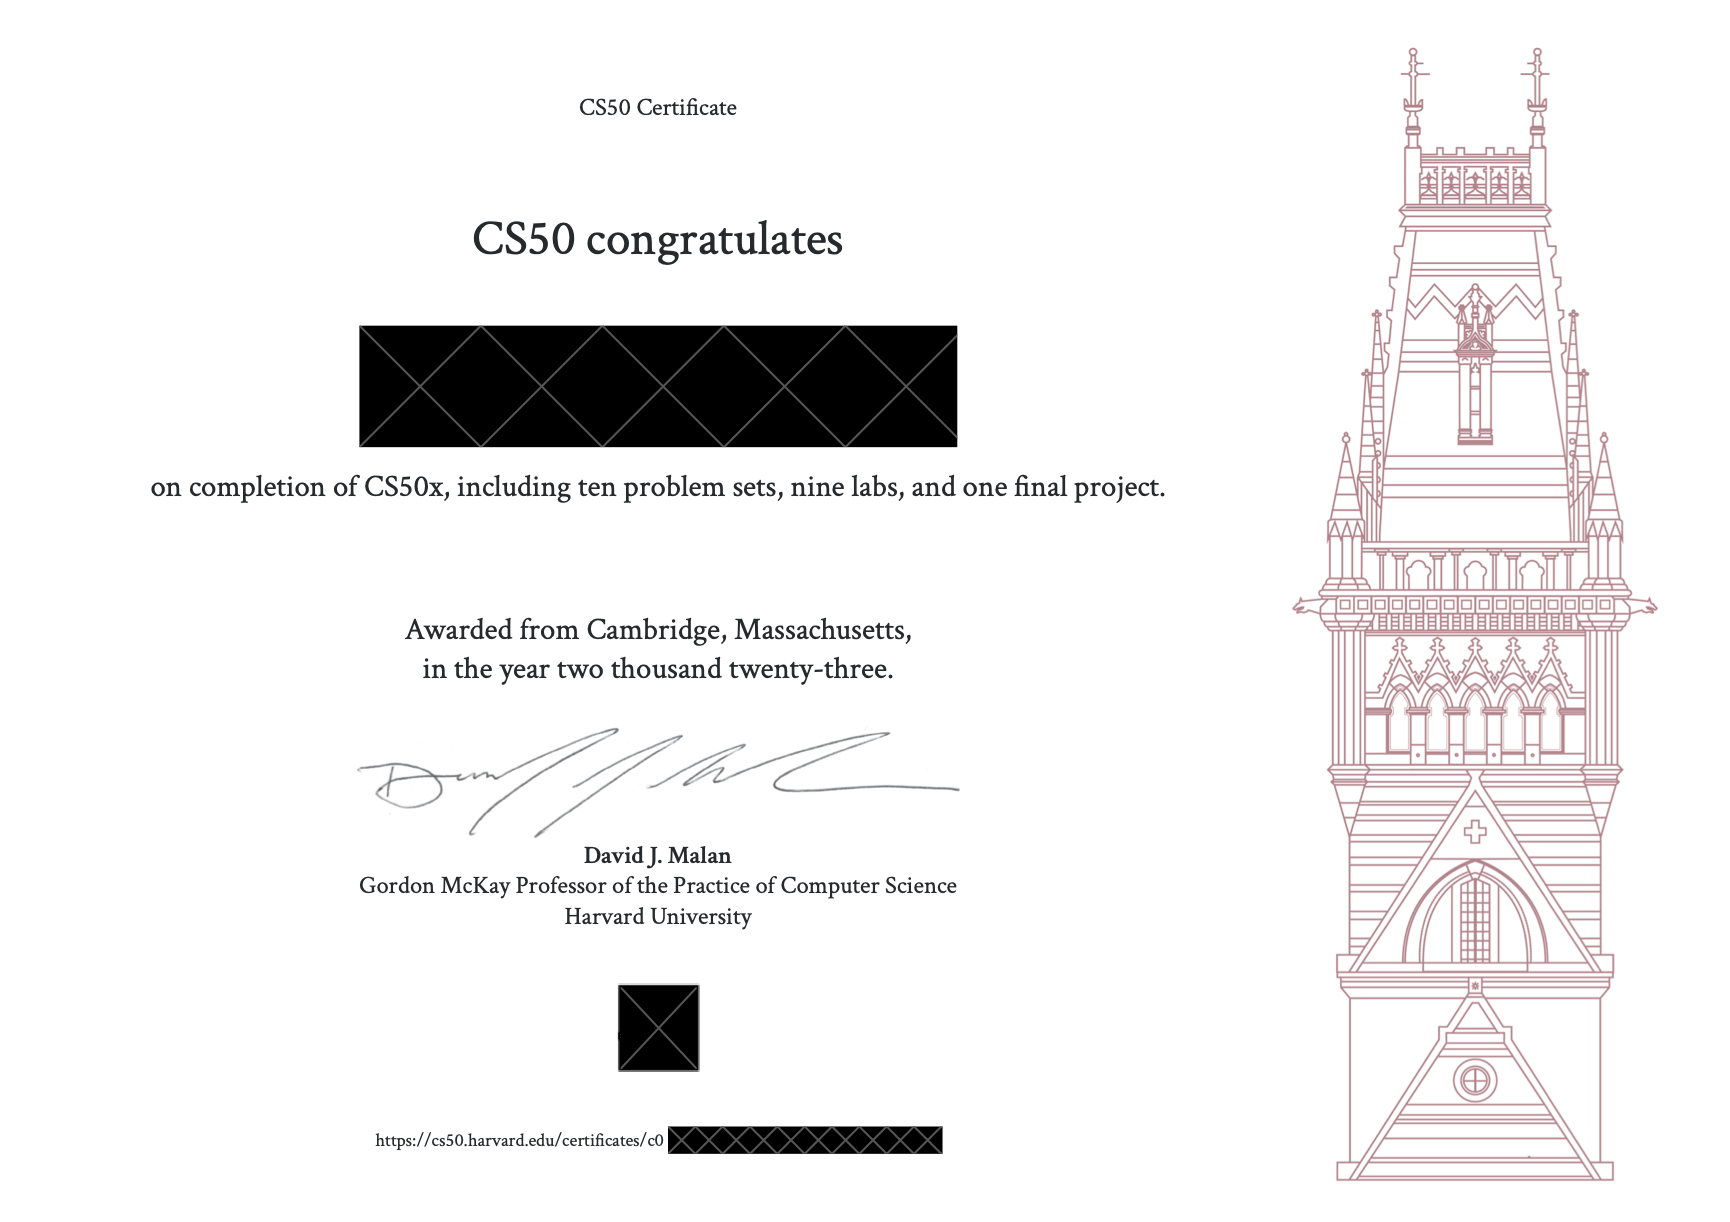 CS50 Certificate
CS50 congratulates
on completion of CS50x, including ten problem sets, nine labs, and one final project.
Awarded from Cambridge, Massachusetts,
in the year two thousand twenty-three.
David J. Malan
Gordon McKay Professor of the Practice of Computer Science
Harvard University
https://cs50.harvard.edu/certificates/c0